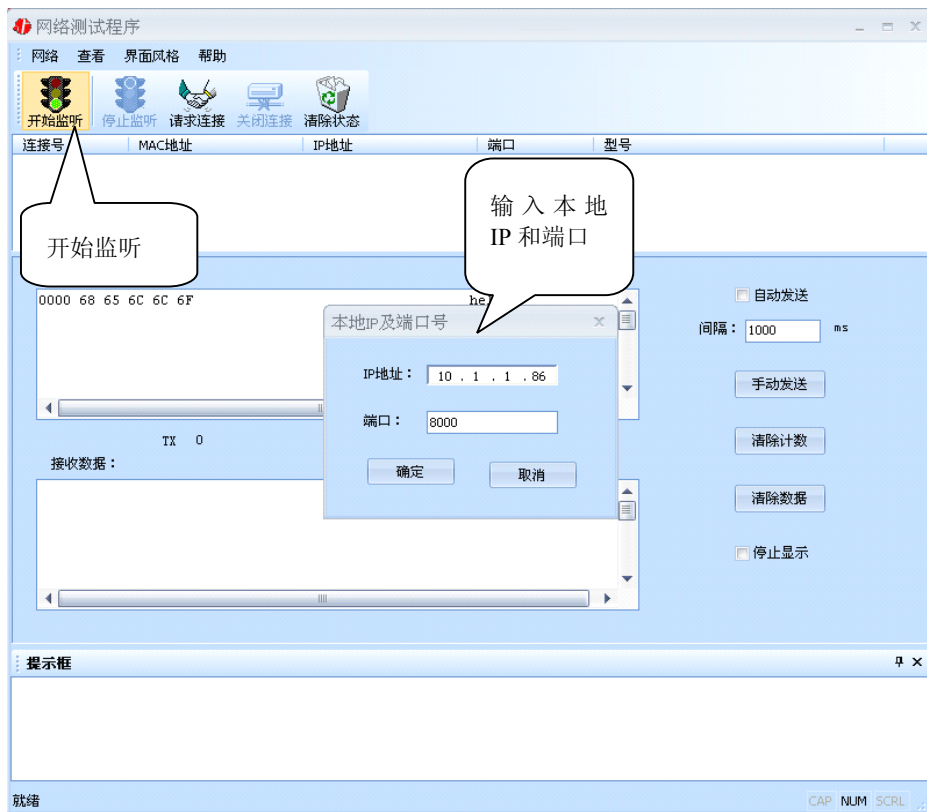 网络测试程序
网络 查看 界面风格 帮助
开始监听 停止监听 请求连接 关闭连接 清除状态
连接号 MAC地址 IP地址 端口 型号
开始监听
输入本地
IP 和端口
0000 68 65 6C 6C 6F he
自动发送
间隔： 1000 ms
本地IP及端口号
IP地址： 10 . 1 . 1 . 86
端口： 8000
确定 取消
手动发送
TX 0
清除计数
接收数据：
清除数据
停止显示
提示框
就绪 CAP NUM SCRL